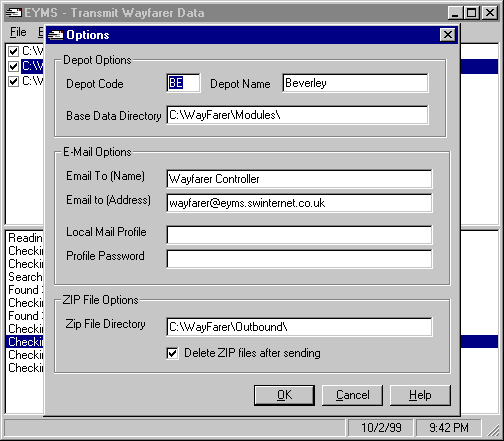 EYMS - Transmit Wayfarer Data
File
Options
C:\W
C:\W
C:\W
Depot Options
Depot Code BE Depot Name Beverley
Base Data Directory C:\WayFarer\Modules\
E-Mail Options
Email To (Name) Wayfarer Controller
Email to (Address) wayfarer@eyms.swinternet.co.uk
Local Mail Profile
Profile Password
Readin
Checkin
Checkin
Search
Found
Checkin
Found
Checkin
Checkin
Checkin
Checkin
ZIP File Options
Zip File Directory C:\WayFarer\Outbound\
Delete ZIP files after sending
OK Cancel Help
10/2/99 9:42 PM